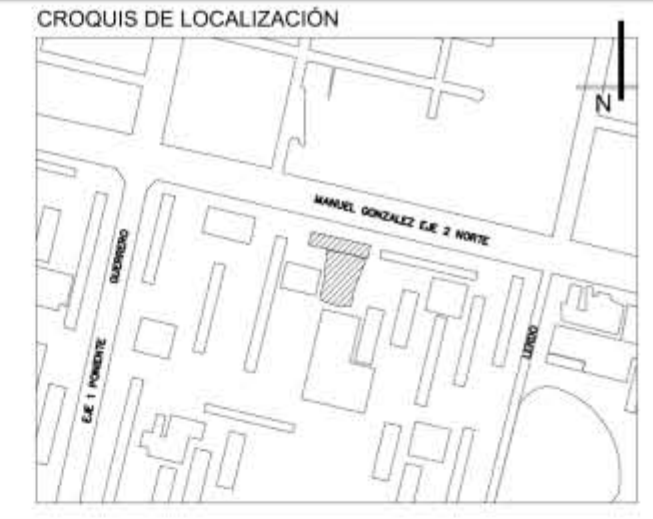 CROQUIS DE LOCALIZACIÓN
N
MANUEL GONZALEZ EJE 2 NORTE
GUERRERO
EJE 1 PONIENTE
LERDO